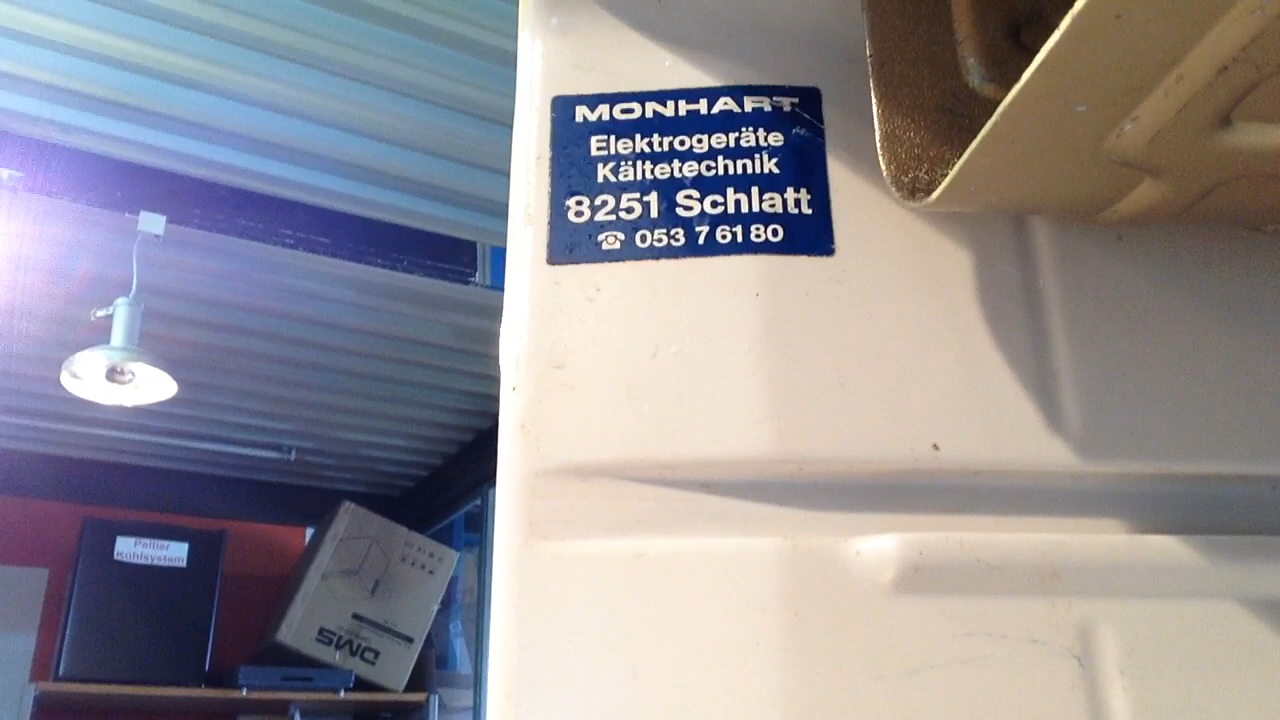 MONHART
Elektrogeräte
Kältetechnik
8251 Schlatt
☎ 053 7 61 80
Peltier
Kühlsystem
DMS